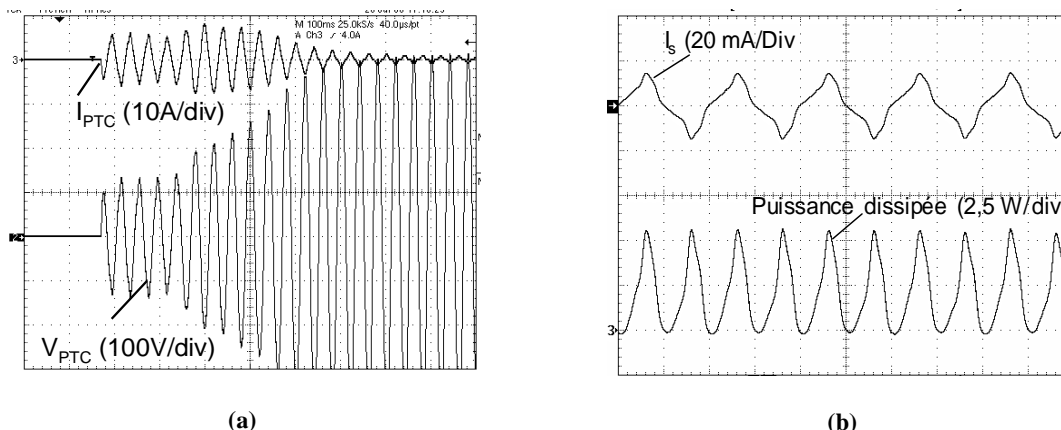 M 100ms 25.0kS/s 40.0µs/pt
A Ch3 / 4.0A
3
I_PTC (10A/div)
V_PTC (100V/div)
(a)
I_s (20 mA/Div
Puissance dissipée (2,5 W/div
3
(b)